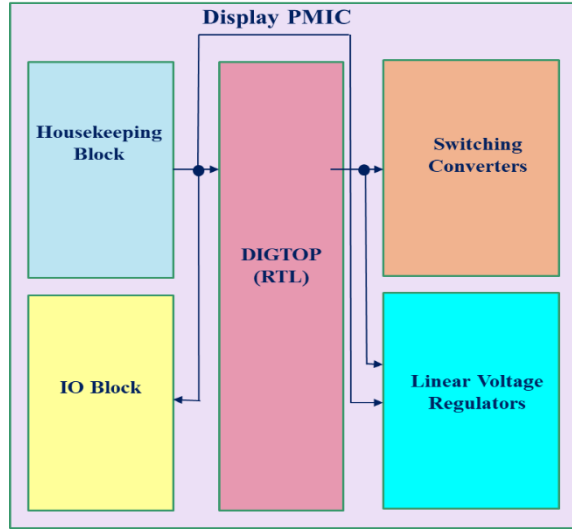 Display PMIC
Housekeeping
Block
DIGTOP
(RTL)
Switching
Converters
IO Block
Linear Voltage
Regulators